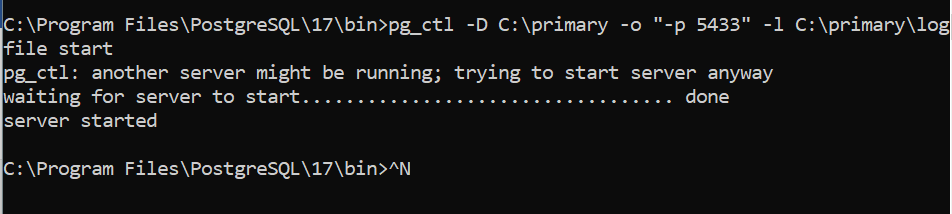 C:\Program Files\PostgreSQL\17\bin>pg_ctl -D C:\primary -o "-p 5433" -l C:\primary\log
file start
pg_ctl: another server might be running; trying to start server anyway
waiting for server to start.................................. done
server started
C:\Program Files\PostgreSQL\17\bin>^N